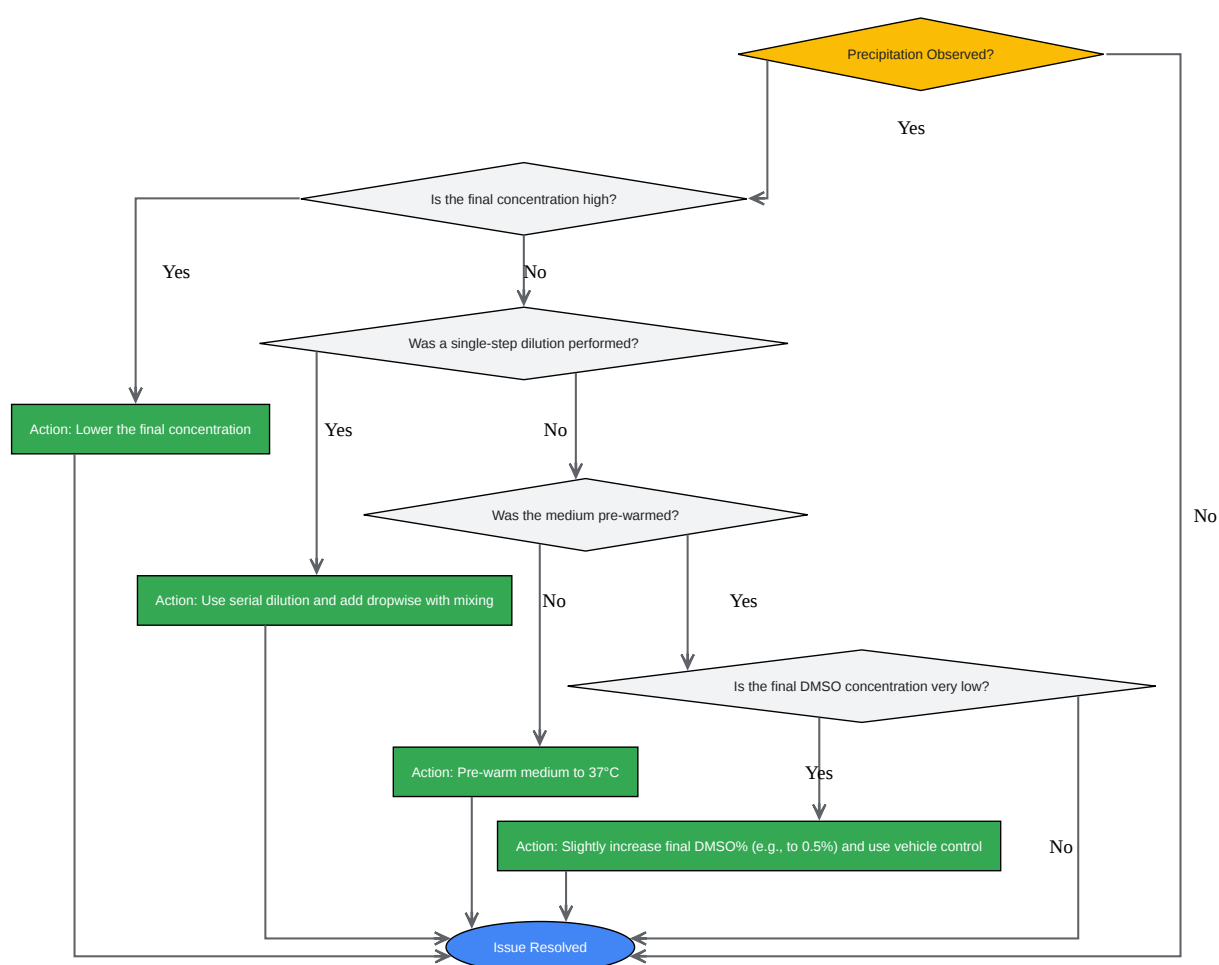 Precipitation Observed?
Yes
Is the final concentration high?
Yes
No
Was a single-step dilution performed?
Action: Lower the final concentration
Yes
No
Was the medium pre-warmed?
No
Action: Use serial dilution and add dropwise with mixing
No
Yes
Is the final DMSO concentration very low?
Action: Pre-warm medium to 37°C
Yes
Action: Slightly increase final DMSO% (e.g., to 0.5%) and use vehicle control
No
Issue Resolved